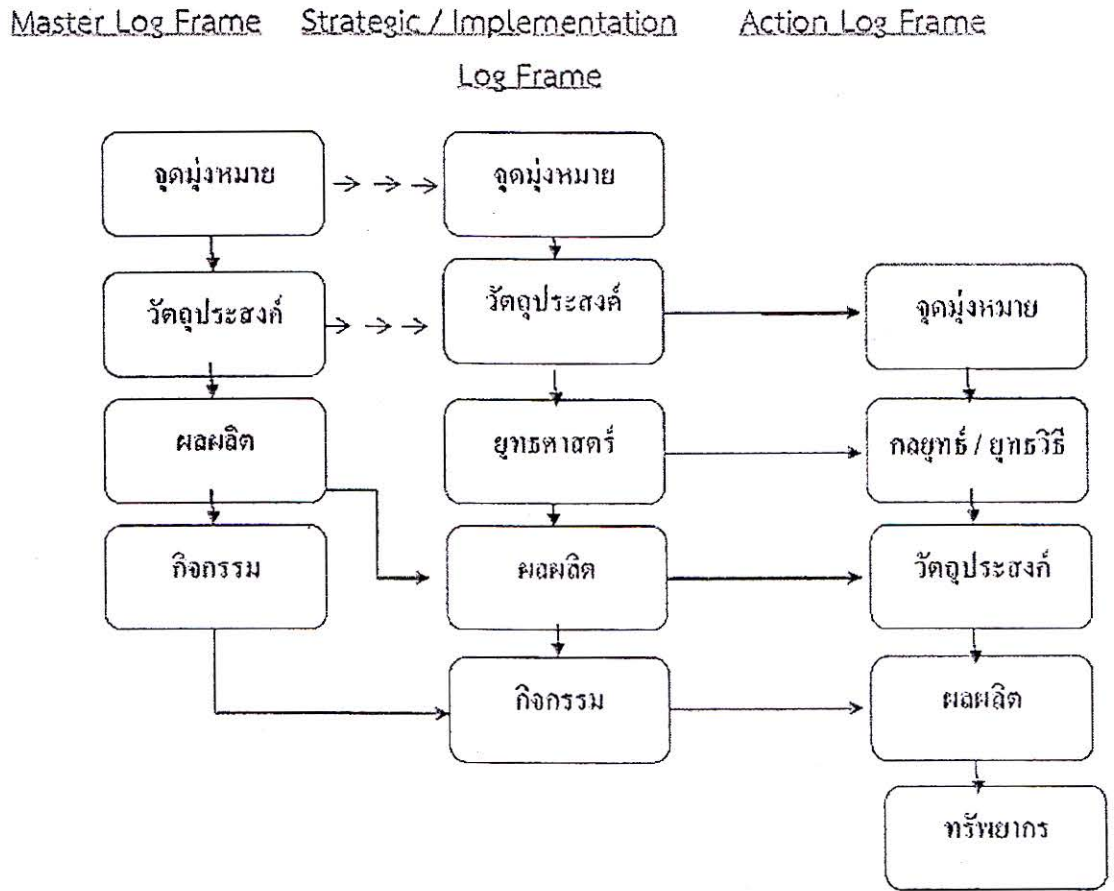 Master Log Frame Strategic / Implementation Action Log Frame
Log Frame
จุดมุ่งหมาย จุดมุ่งหมาย
วัตถุประสงค์ วัตถุประสงค์ จุดมุ่งหมาย
ผลผลิต ยุทธศาสตร์ กลยุทธ์ / ยุทธวิธี
กิจกรรม ผลผลิต วัตถุประสงค์
กิจกรรม ผลผลิต
ทรัพยากร